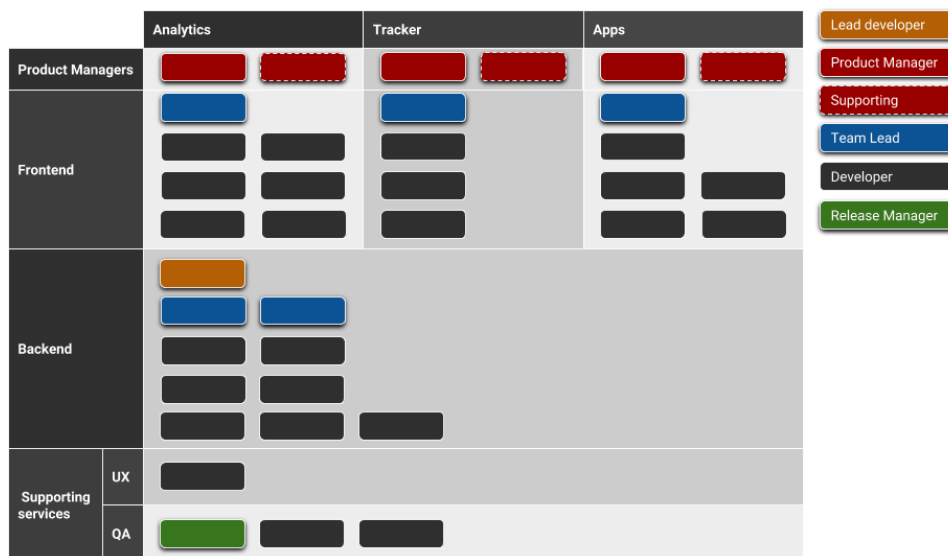 Analytics
Tracker
Apps
Product Managers
Frontend
Backend
Supporting
services
UX
QA
Lead developer
Product Manager
Supporting
Team Lead
Developer
Release Manager